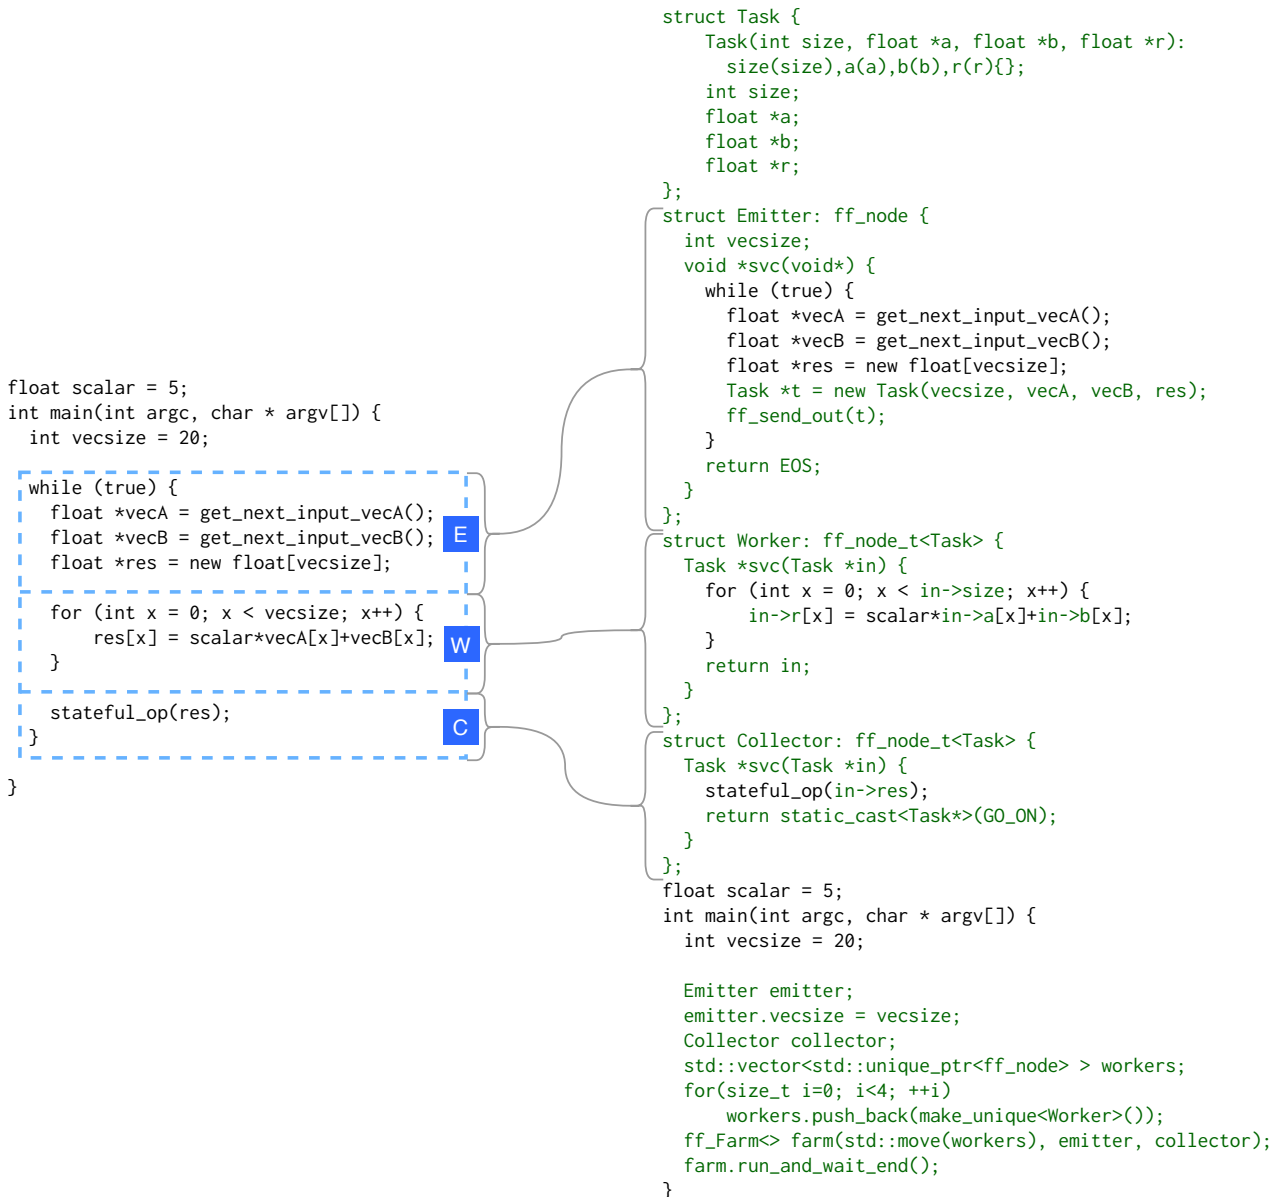 float scalar = 5;
int main(int argc, char * argv[]) {
  int vecsize = 20;
  while (true) {
    float *vecA = get_next_input_vecA();
    float *vecB = get_next_input_vecB();
    float *res = new float[vecsize];
E
    for (int x = 0; x < vecsize; x++) {
        res[x] = scalar*vecA[x]+vecB[x];
    }
W
    stateful_op(res);
  }
C
}
struct Task {
    Task(int size, float *a, float *b, float *r):
      size(size),a(a),b(b),r(r){};
    int size;
    float *a;
    float *b;
    float *r;
};
struct Emitter: ff_node {
  int vecsize;
  void *svc(void*) {
    while (true) {
      float *vecA = get_next_input_vecA();
      float *vecB = get_next_input_vecB();
      float *res = new float[vecsize];
      Task *t = new Task(vecsize, vecA, vecB, res);
      ff_send_out(t);
    }
    return EOS;
  }
};
struct Worker: ff_node_t<Task> {
  Task *svc(Task *in) {
    for (int x = 0; x < in->size; x++) {
        in->r[x] = scalar*in->a[x]+in->b[x];
    }
    return in;
  }
};
struct Collector: ff_node_t<Task> {
  Task *svc(Task *in) {
    stateful_op(in->res);
    return static_cast<Task*>(GO_ON);
  }
};
float scalar = 5;
int main(int argc, char * argv[]) {
  int vecsize = 20;
  Emitter emitter;
  emitter.vecsize = vecsize;
  Collector collector;
  std::vector<std::unique_ptr<ff_node> > workers;
  for(size_t i=0; i<4; ++i)
      workers.push_back(make_unique<Worker>());
  ff_Farm<> farm(std::move(workers), emitter, collector);
  farm.run_and_wait_end();
}